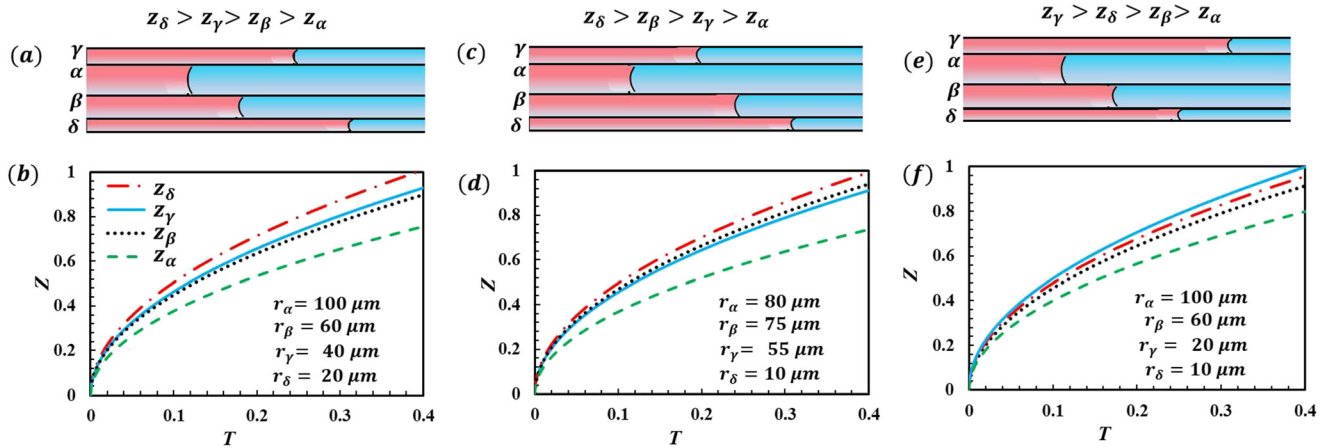 z_δ > z_γ > z_β > z_α
(a)
γ
α
β
δ
(b)
1
0.8
0.6
0.4
0.2
0
Z
z_δ
z_γ
z_β
z_α
r_α = 100 μm
r_β = 60 μm
r_γ = 40 μm
r_δ = 20 μm
0
0.1
0.2
0.3
0.4
T
z_δ > z_β > z_γ > z_α
(c)
γ
α
β
δ
(d)
1
0.8
0.6
0.4
0.2
0
Z
r_α = 80 μm
r_β = 75 μm
r_γ = 55 μm
r_δ = 10 μm
0
0.1
0.2
0.3
0.4
T
z_γ > z_δ > z_β > z_α
(e)
γ
α
β
δ
(f)
1
0.8
0.6
0.4
0.2
0
Z
r_α = 100 μm
r_β = 60 μm
r_γ = 20 μm
r_δ = 10 μm
0
0.1
0.2
0.3
0.4
T